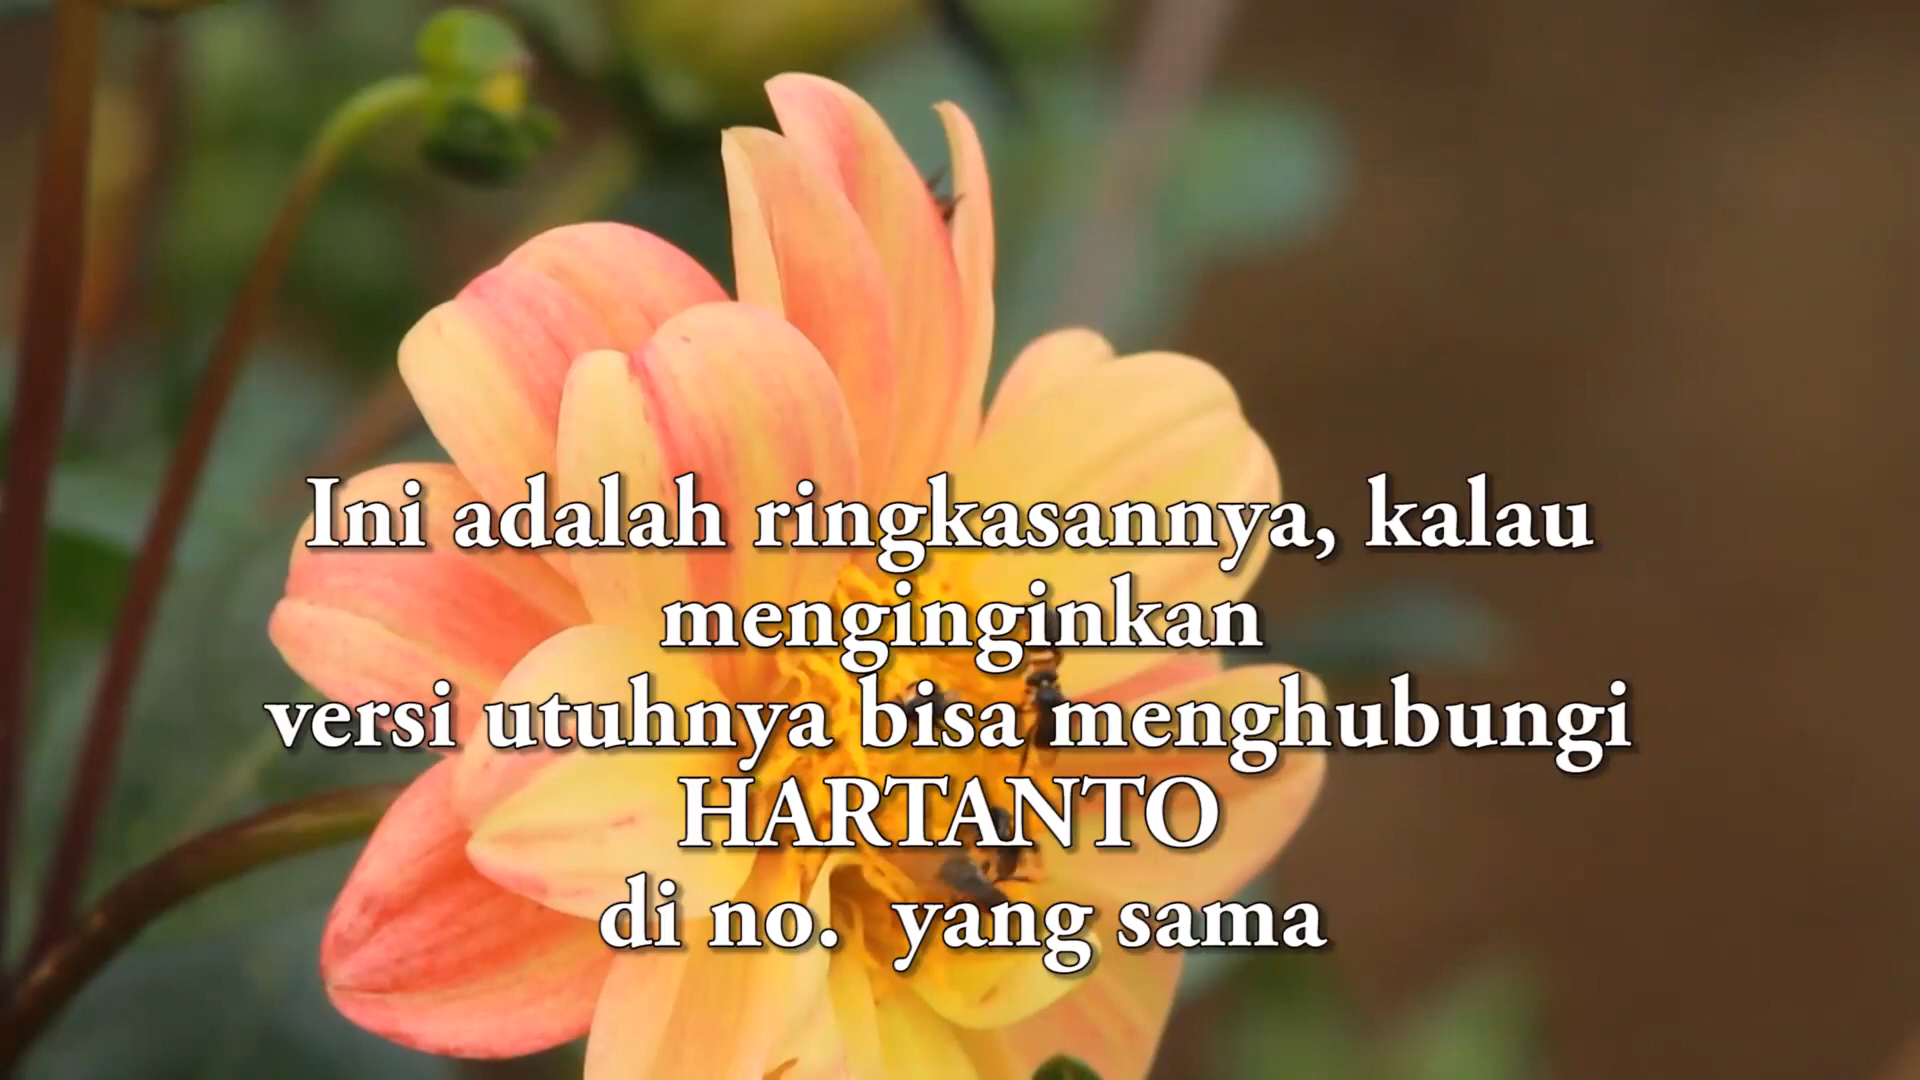 Ini adalah ringkasannya, kalau
menginginkan
versi utuhnya bisa menghubungi
HARTANTO
di no.  yang sama